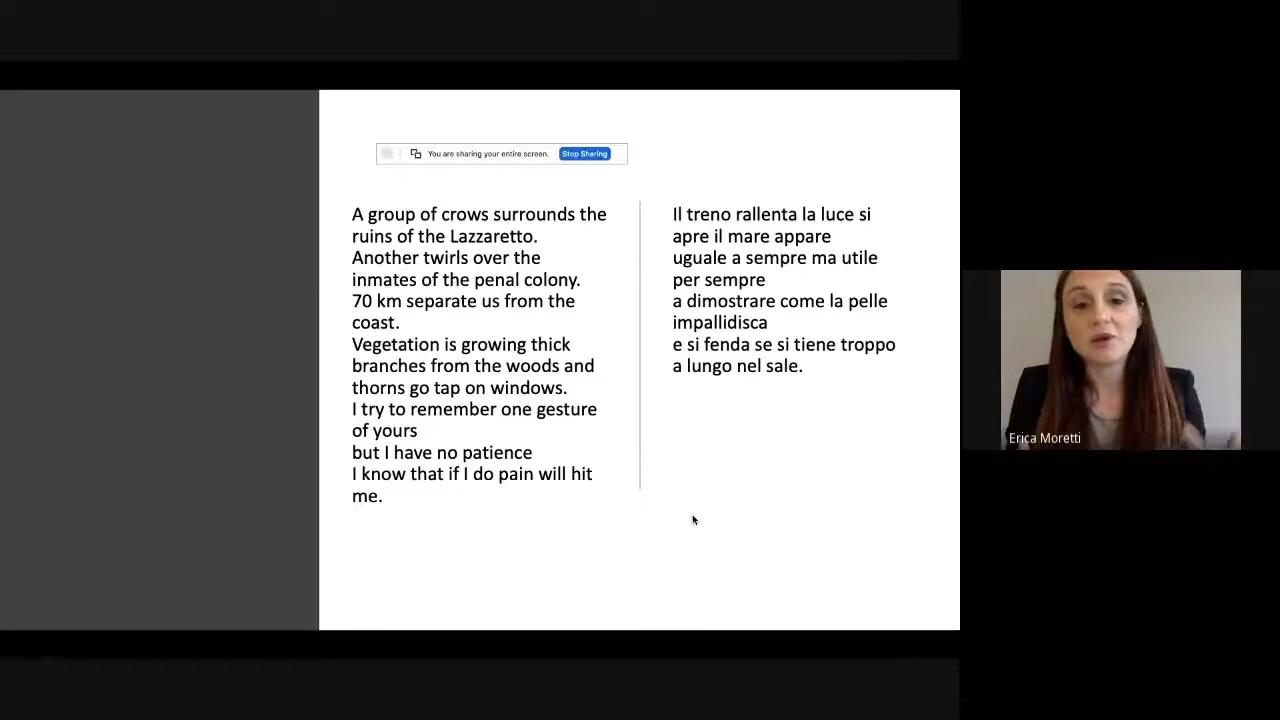 You are sharing your entire screen.
Stop Sharing
A group of crows surrounds the
ruins of the Lazzaretto.
Another twirls over the
inmates of the penal colony.
70 km separate us from the
coast.
Vegetation is growing thick
branches from the woods and
thorns go tap on windows.
I try to remember one gesture
of yours
but I have no patience
I know that if I do pain will hit
me.
Il treno rallenta la luce si
apre il mare appare
uguale a sempre ma utile
per sempre
a dimostrare come la pelle
impallidisca
e si fenda se si tiene troppo
a lungo nel sale.
Erica Moretti